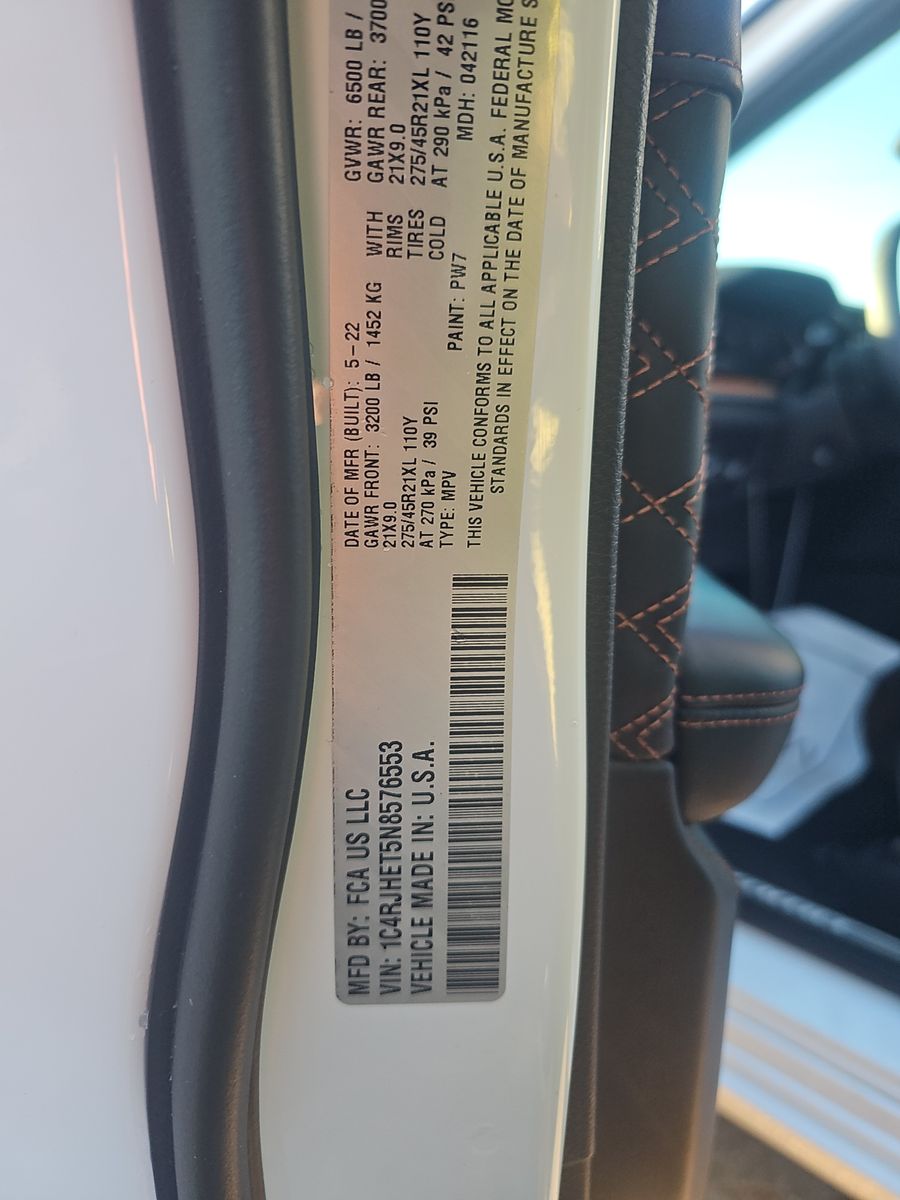 MFD BY: FCA US LLC
VIN: 1C4RJHET5N8576553
VEHICLE MADE IN: U.S.A.
DATE OF MFR (BUILT): 5-22 GVWR: 6500 LB /
GAWR FRONT: 3200 LB / 1452 KG WITH GAWR REAR: 3700
21X9.0 RIMS 21X9.0
275/45R21XL 110Y TIRES 275/45R21XL 110Y
AT 270 kPa / 39 PSI COLD AT 290 kPa / 42 PS
TYPE: MPV PAINT: PW7 MDH: 042116
THIS VEHICLE CONFORMS TO ALL APPLICABLE U.S.A. FEDERAL MO
STANDARDS IN EFFECT ON THE DATE OF MANUFACTURE S